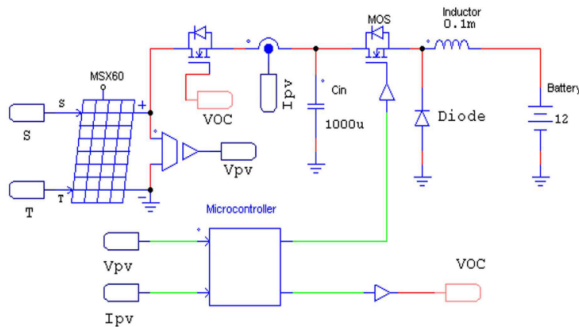 MOS
Inductor
0.1m
MSX60
S
S
+
VOC
Ipv
Cin
1000u
Diode
Battery
12
Vpv
T
T
-
Microcontroller
Vpv
Ipv
VOC